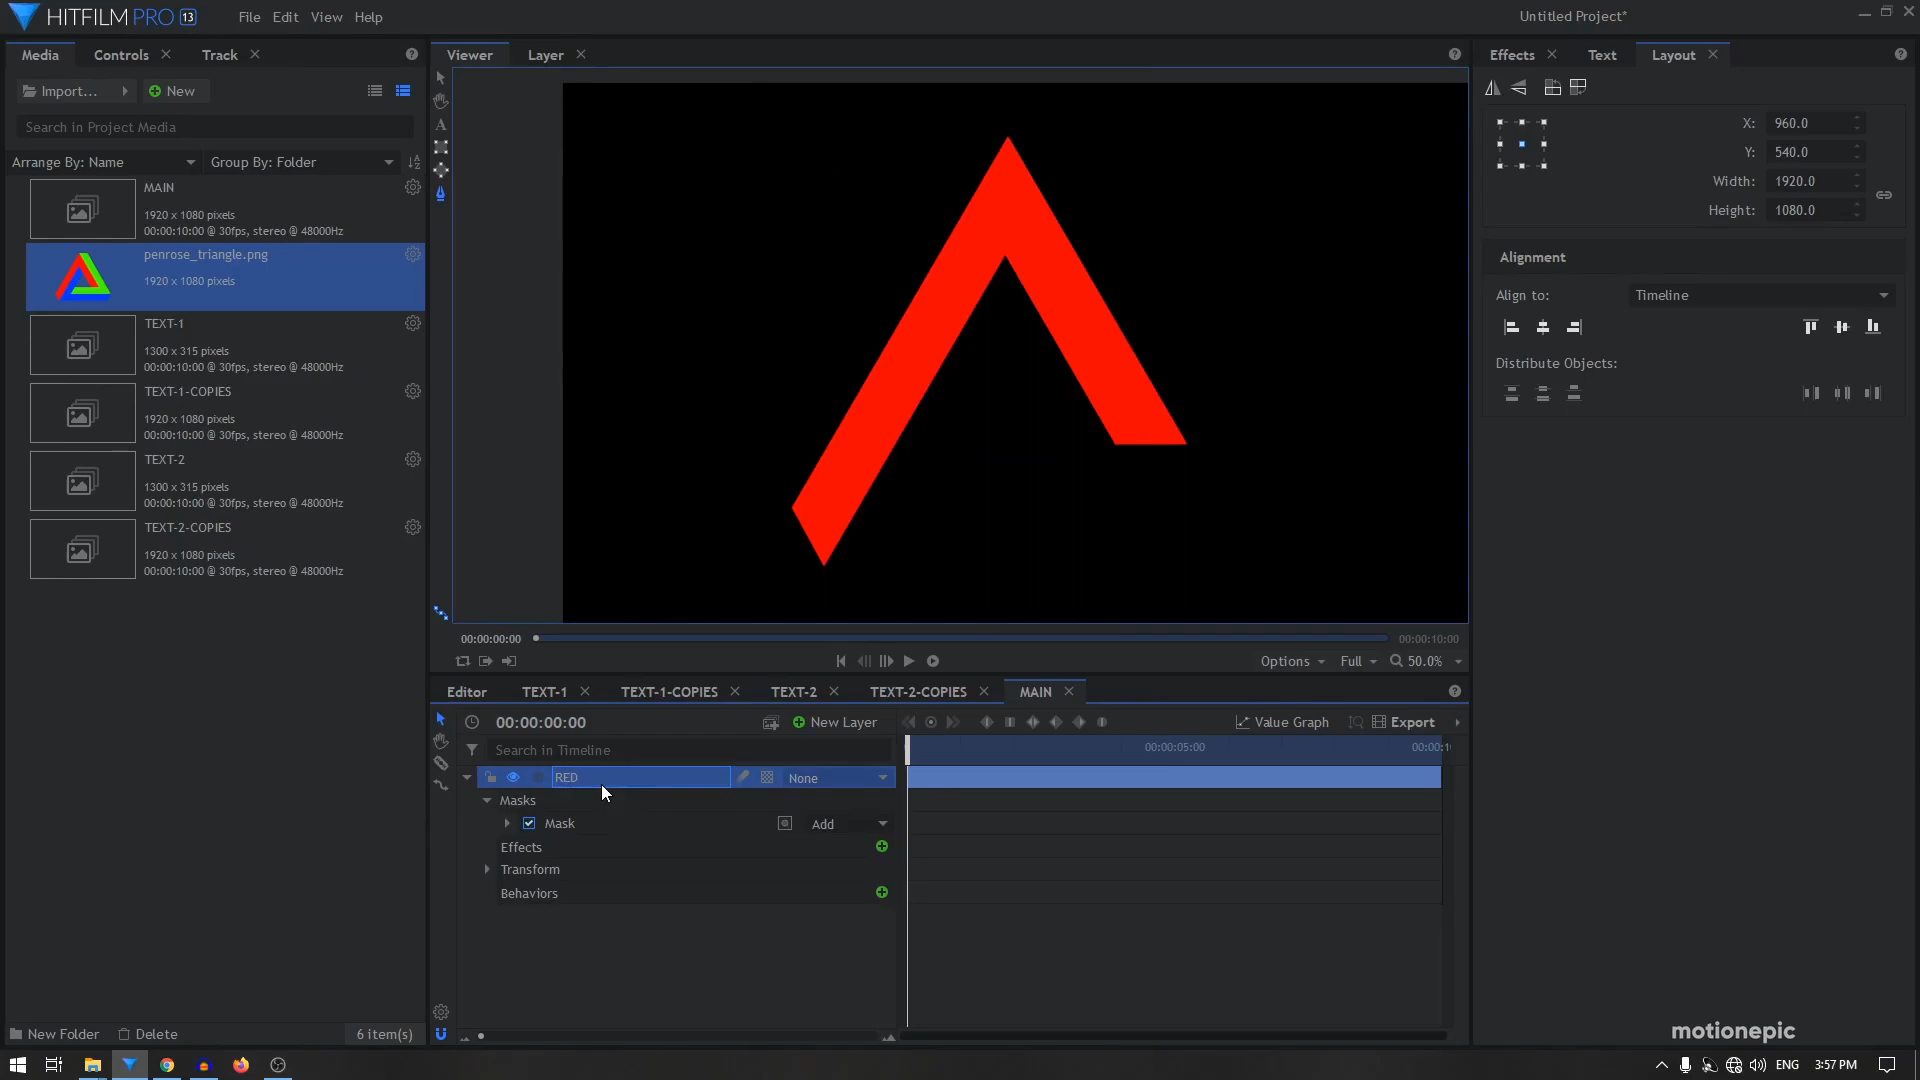 HITFILM PRO 13
File Edit View Help
Untitled Project*
Media Controls Track
Viewer Layer
Effects Text Layout
Import... New
Search in Project Media
Arrange By: Name Group By: Folder
MAIN
1920 x 1080 pixels
00:00:10:00 @ 30fps, stereo @ 48000Hz
penrose_triangle.png
1920 x 1080 pixels
TEXT-1
1300 x 315 pixels
00:00:10:00 @ 30fps, stereo @ 48000Hz
TEXT-1-COPIES
1920 x 1080 pixels
00:00:10:00 @ 30fps, stereo @ 48000Hz
TEXT-2
1300 x 315 pixels
00:00:10:00 @ 30fps, stereo @ 48000Hz
TEXT-2-COPIES
1920 x 1080 pixels
00:00:10:00 @ 30fps, stereo @ 48000Hz
New Folder Delete 6 item(s)
A
00:00:00:00 00:00:10:00
Options Full 50.0%
X: 960.0
Y: 540.0
Width: 1920.0
Height: 1080.0
Alignment
Align to: Timeline
Distribute Objects:
Editor TEXT-1 TEXT-1-COPIES TEXT-2 TEXT-2-COPIES MAIN
00:00:00:00 New Layer Value Graph Export
Search in Timeline 00:00:05:00 00:00:1
RED None
Masks
Mask Add
Effects
Transform
Behaviors
motionepic
ENG 3:57 PM